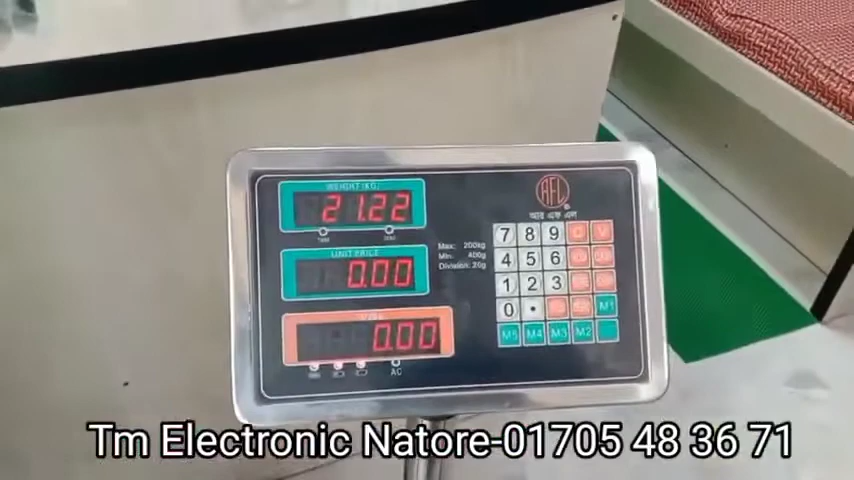 WEIGHT (KG)
21.22
UNIT PRICE
0.00
0.00
Max: 200kg
Min: 400g
Division: 20g
RFL
আর এফ এল
7 8 9 C
4 5 6
1 2 3
0 • M1
M5 M4 M3 M2
AC
Tm Electronic Natore-01705 48 36 71